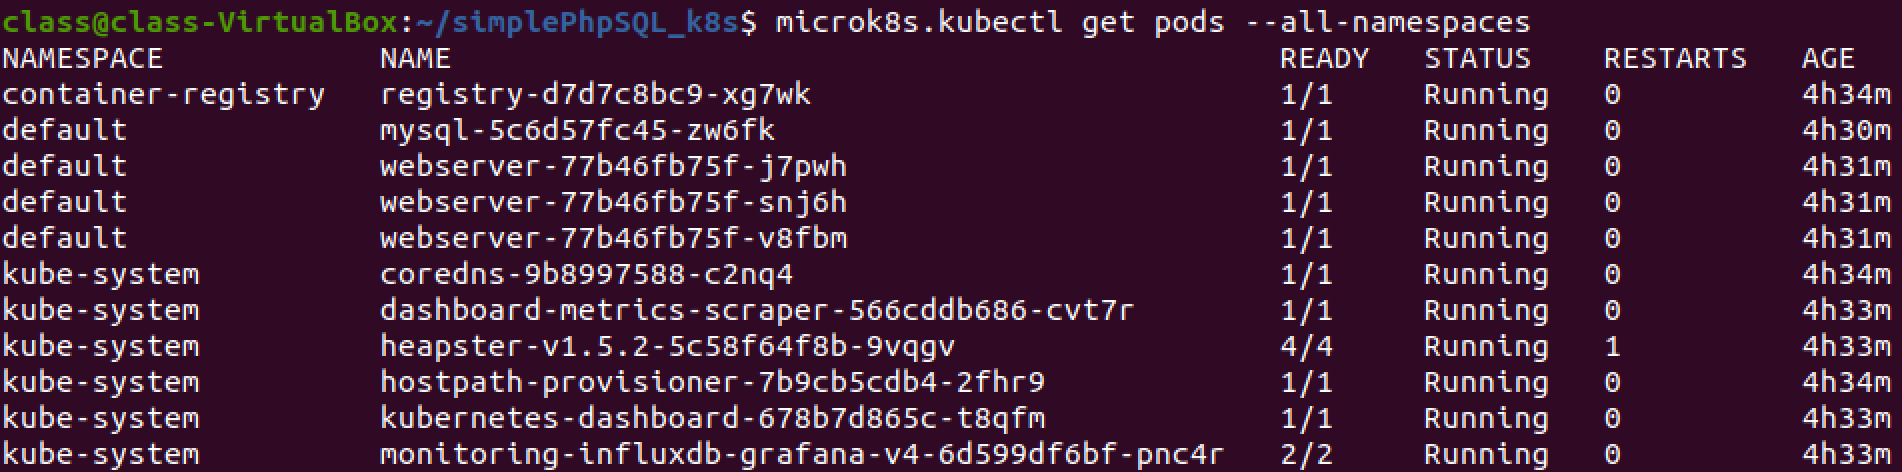 class@class-VirtualBox:~/simplePhpSQL_k8s$ microk8s.kubectl get pods --all-namespaces
NAMESPACE            NAME                                              READY   STATUS    RESTARTS   AGE
container-registry   registry-d7d7c8bc9-xg7wk                          1/1     Running   0          4h34m
default              mysql-5c6d57fc45-zw6fk                            1/1     Running   0          4h30m
default              webserver-77b46fb75f-j7pwh                        1/1     Running   0          4h31m
default              webserver-77b46fb75f-snj6h                        1/1     Running   0          4h31m
default              webserver-77b46fb75f-v8fbm                        1/1     Running   0          4h31m
kube-system          coredns-9b8997588-c2nq4                           1/1     Running   0          4h34m
kube-system          dashboard-metrics-scraper-566cddb686-cvt7r        1/1     Running   0          4h33m
kube-system          heapster-v1.5.2-5c58f64f8b-9vqgv                  4/4     Running   1          4h33m
kube-system          hostpath-provisioner-7b9cb5cdb4-2fhr9             1/1     Running   0          4h34m
kube-system          kubernetes-dashboard-678b7d865c-t8qfm             1/1     Running   0          4h33m
kube-system          monitoring-influxdb-grafana-v4-6d599df6bf-pnc4r   2/2     Running   0          4h33m